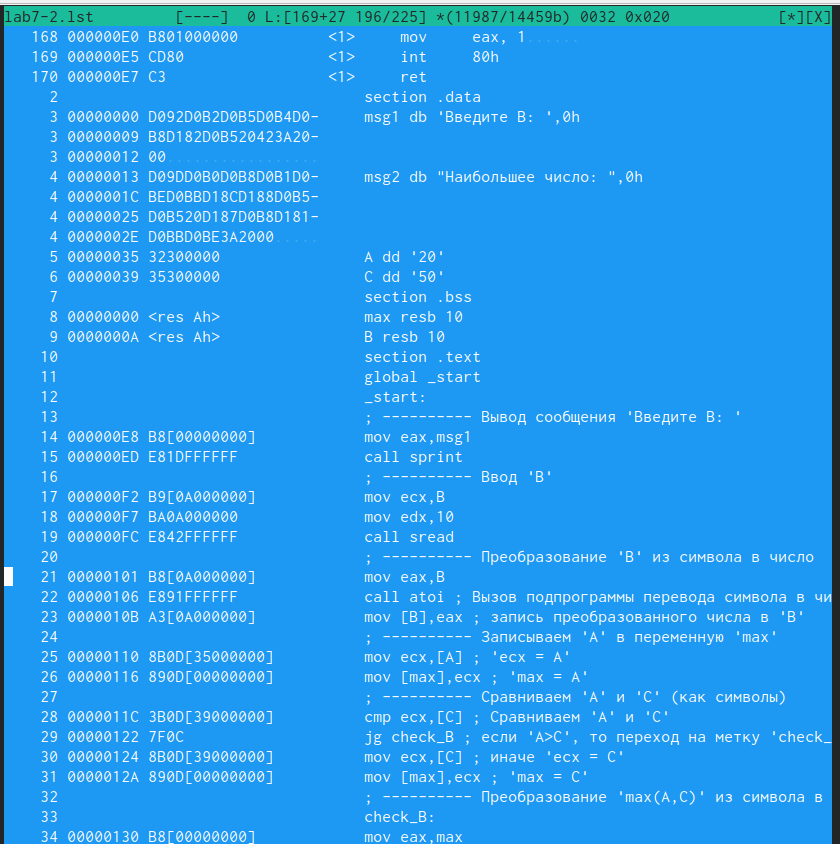 lab7-2.lst [----] 0 L:[169+27 196/225] *(11987/14459b) 0032 0x020 [*][X]
168 000000E0 B801000000 <1> mov eax, 1......
169 000000E5 CD80 <1> int 80h
170 000000E7 C3 <1> ret
2 section .data
3 00000000 D092D0B2D0B5D0B4D0- msg1 db 'Введите B: ',0h
3 00000009 B8D182D0B520423A20-
3 00000012 00.................
4 00000013 D09DD0B0D0B8D0B1D0- msg2 db "Наибольшее число: ",0h
4 0000001C BED0BBD18CD188D0B5-
4 00000025 D0B520D187D0B8D181-
4 0000002E D0BBD0BE3A2000.....
5 00000035 32300000 A dd '20'
6 00000039 35300000 C dd '50'
7 section .bss
8 00000000 <res Ah> max resb 10
9 0000000A <res Ah> B resb 10
10 section .text
11 global _start
12 _start:
13 ; ---------- Вывод сообщения 'Введите B: '
14 000000E8 B8[00000000] mov eax,msg1
15 000000ED E81DFFFFFF call sprint
16 ; ---------- Ввод 'B'
17 000000F2 B9[0A000000] mov ecx,B
18 000000F7 BA0A000000 mov edx,10
19 000000FC E842FFFFFF call sread
20 ; ---------- Преобразование 'B' из символа в число
21 00000101 B8[0A000000] mov eax,B
22 00000106 E891FFFFFF call atoi ; Вызов подпрограммы перевода символа в чи
23 0000010B A3[0A000000] mov [B],eax ; запись преобразованного числа в 'B'
24 ; ---------- Записываем 'A' в переменную 'max'
25 00000110 8B0D[35000000] mov ecx,[A] ; 'ecx = A'
26 00000116 890D[00000000] mov [max],ecx ; 'max = A'
27 ; ---------- Сравниваем 'A' и 'C' (как символы)
28 0000011C 3B0D[39000000] cmp ecx,[C] ; Сравниваем 'A' и 'C'
29 00000122 7F0C jg check_B ; если 'A>C', то переход на метку 'check_
30 00000124 8B0D[39000000] mov ecx,[C] ; иначе 'ecx = C'
31 0000012A 890D[00000000] mov [max],ecx ; 'max = C'
32 ; ---------- Преобразование 'max(A,C)' из символа в
33 check_B:
34 00000130 B8[00000000] mov eax,max